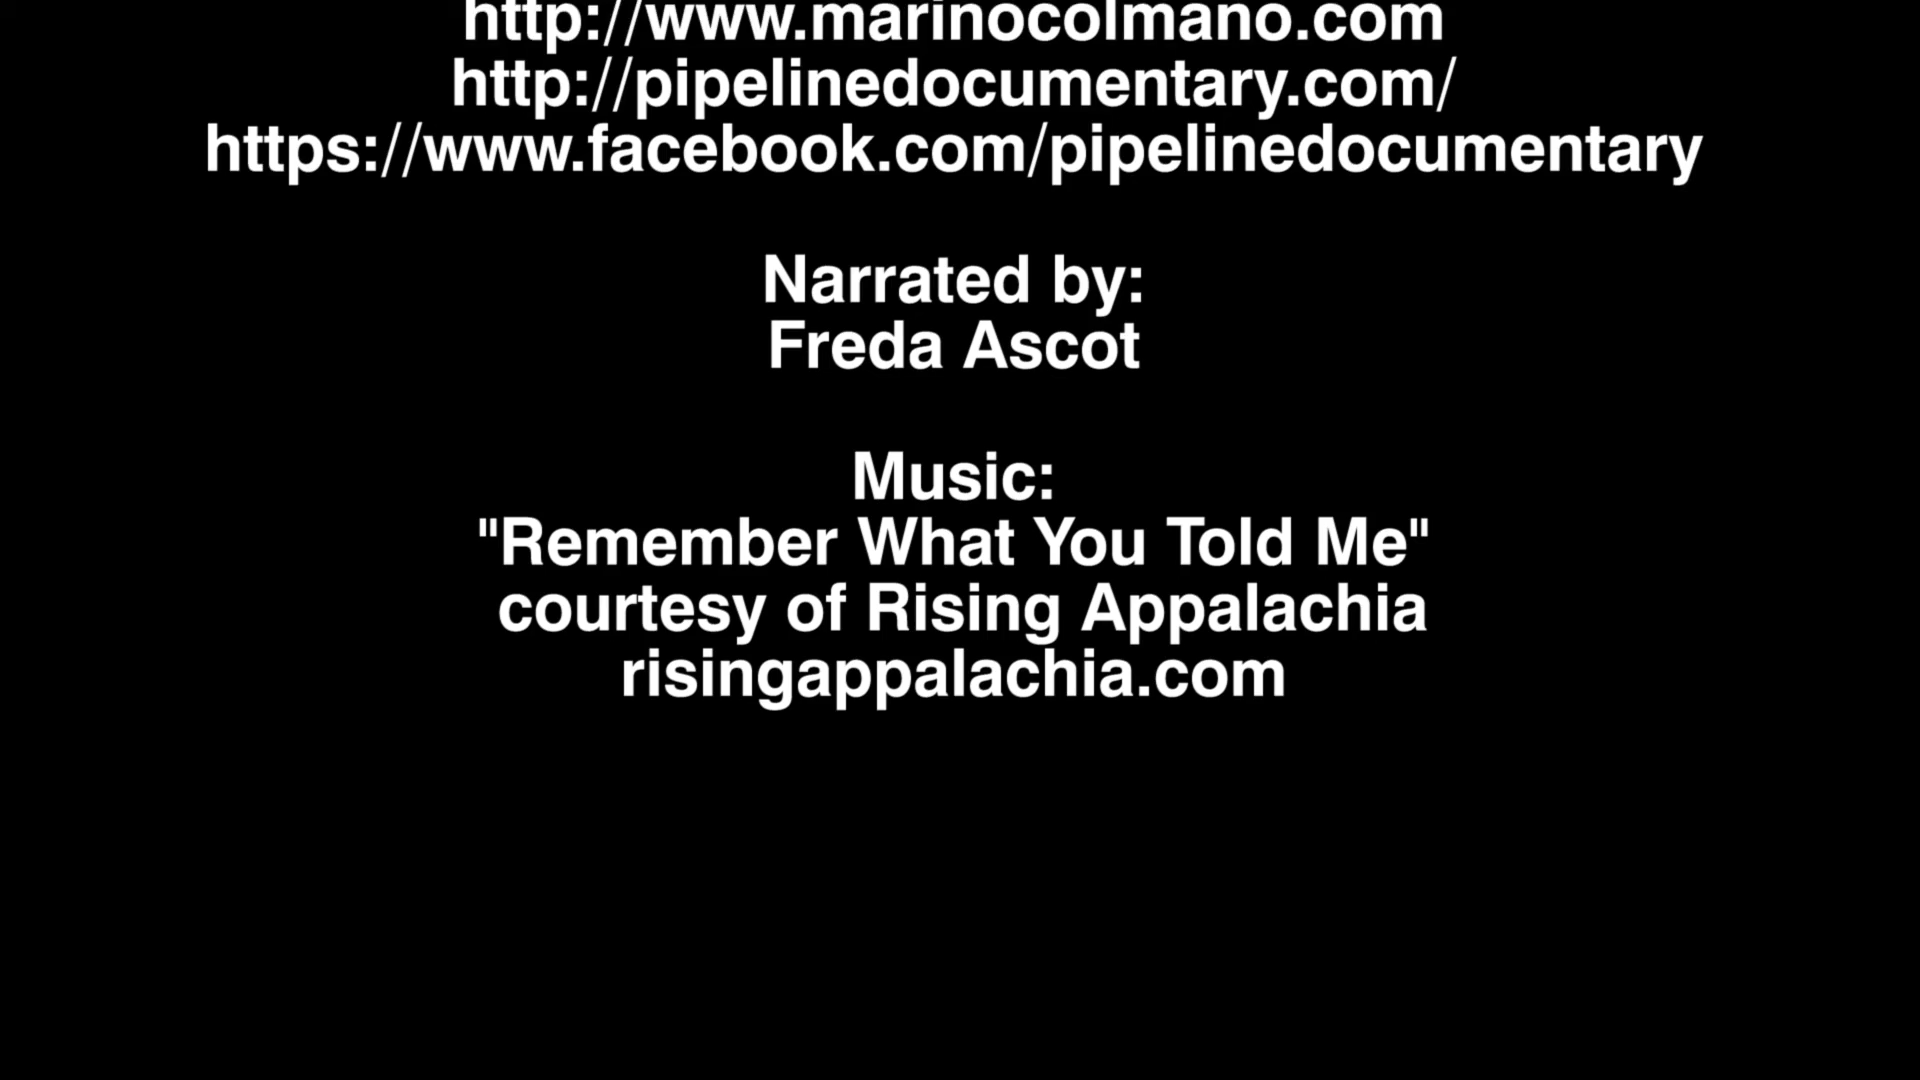 http://www.marinocolmano.com
http://pipelinedocumentary.com/
https://www.facebook.com/pipelinedocumentary
Narrated by:
Freda Ascot
Music:
"Remember What You Told Me"
courtesy of Rising Appalachia
risingappalachia.com